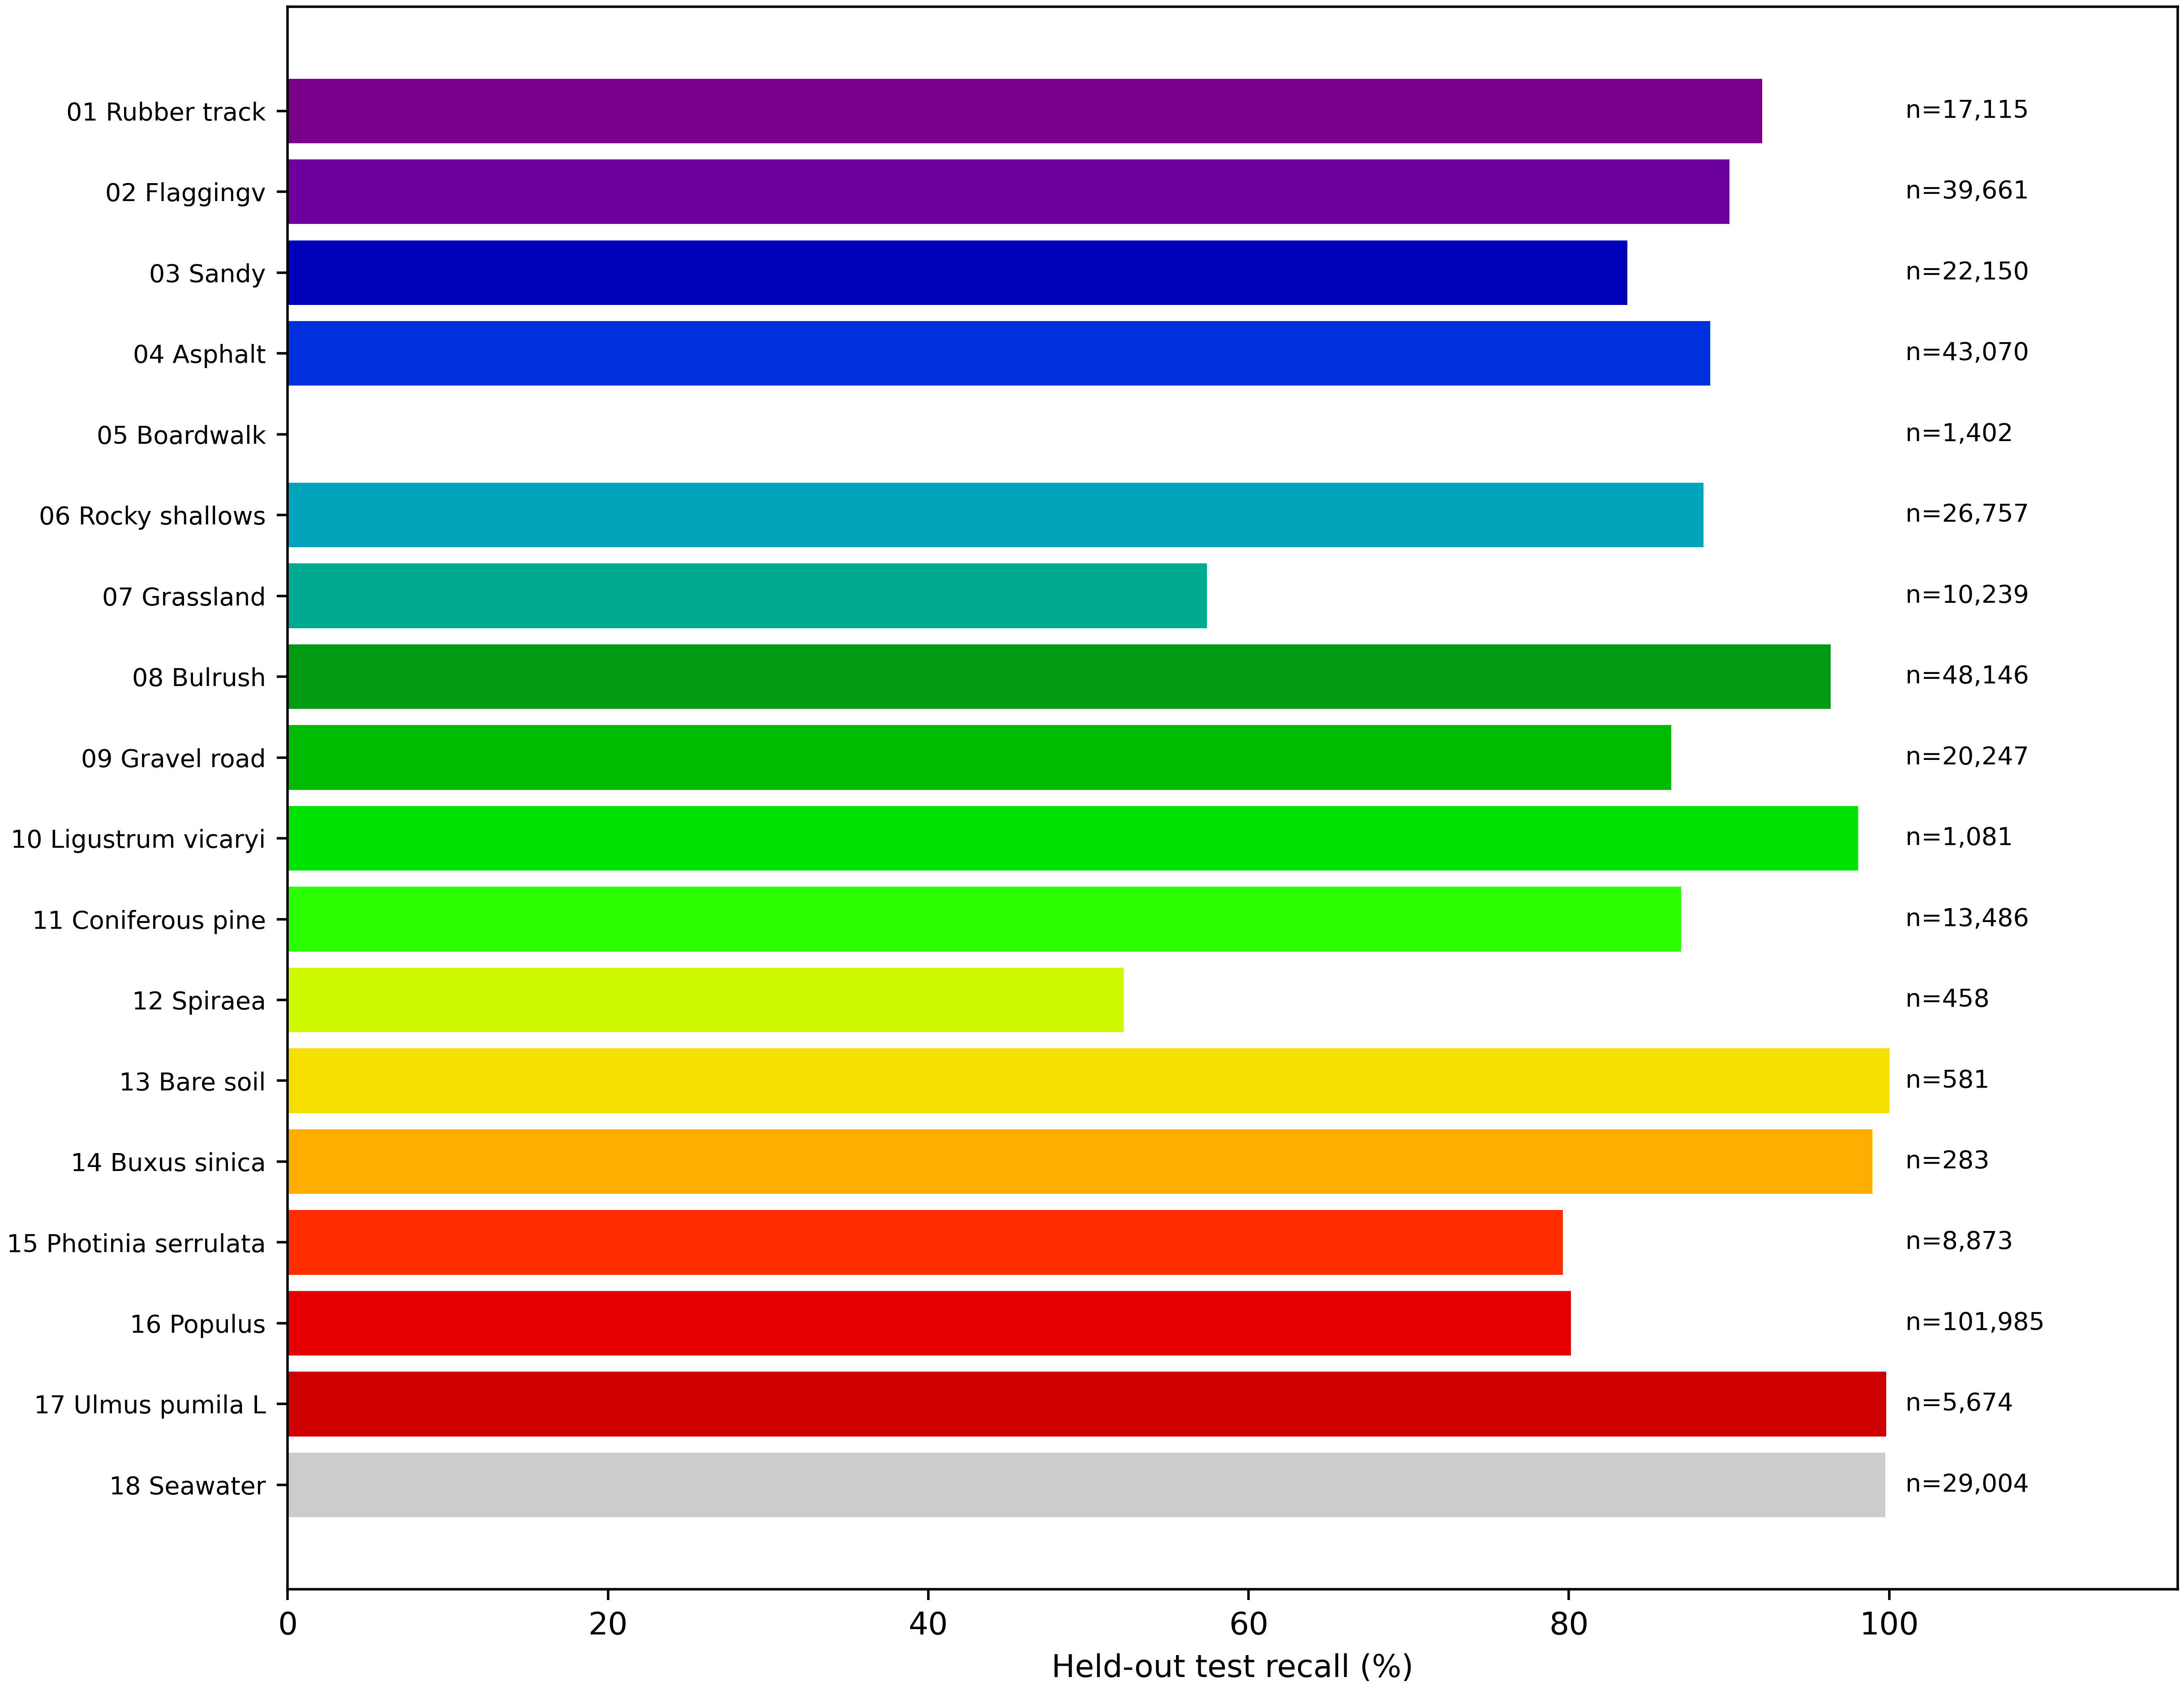 01 Rubber track n=17,115
02 Flaggingv n=39,661
03 Sandy n=22,150
04 Asphalt n=43,070
05 Boardwalk n=1,402
06 Rocky shallows n=26,757
07 Grassland n=10,239
08 Bulrush n=48,146
09 Gravel road n=20,247
10 Ligustrum vicaryi n=1,081
11 Coniferous pine n=13,486
12 Spiraea n=458
13 Bare soil n=581
14 Buxus sinica n=283
15 Photinia serrulata n=8,873
16 Populus n=101,985
17 Ulmus pumila L n=5,674
18 Seawater n=29,004
0 20 40 60 80 100
Held-out test recall (%)